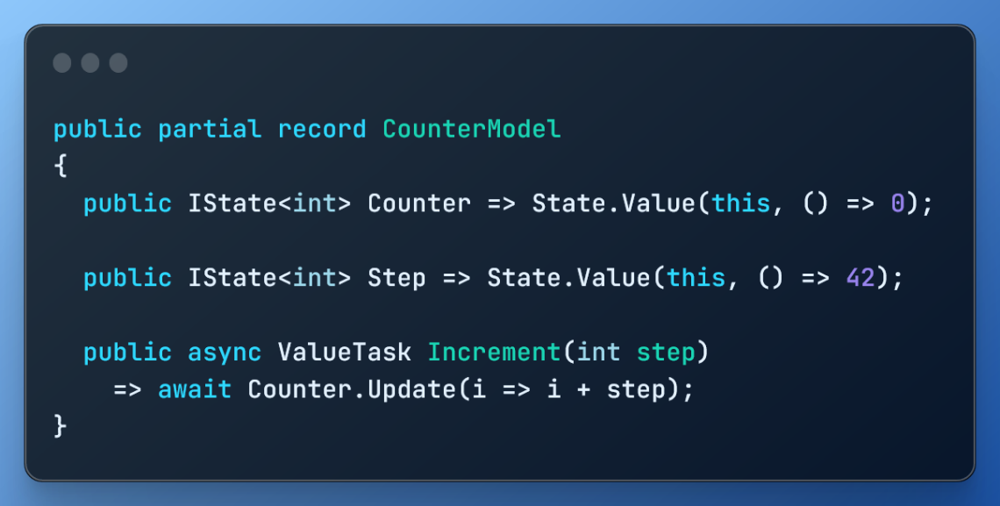 public partial record CounterModel
{
  public IState<int> Counter => State.Value(this, () => 0);
  public IState<int> Step => State.Value(this, () => 42);
  public async ValueTask Increment(int step)
    => await Counter.Update(i => i + step);
}